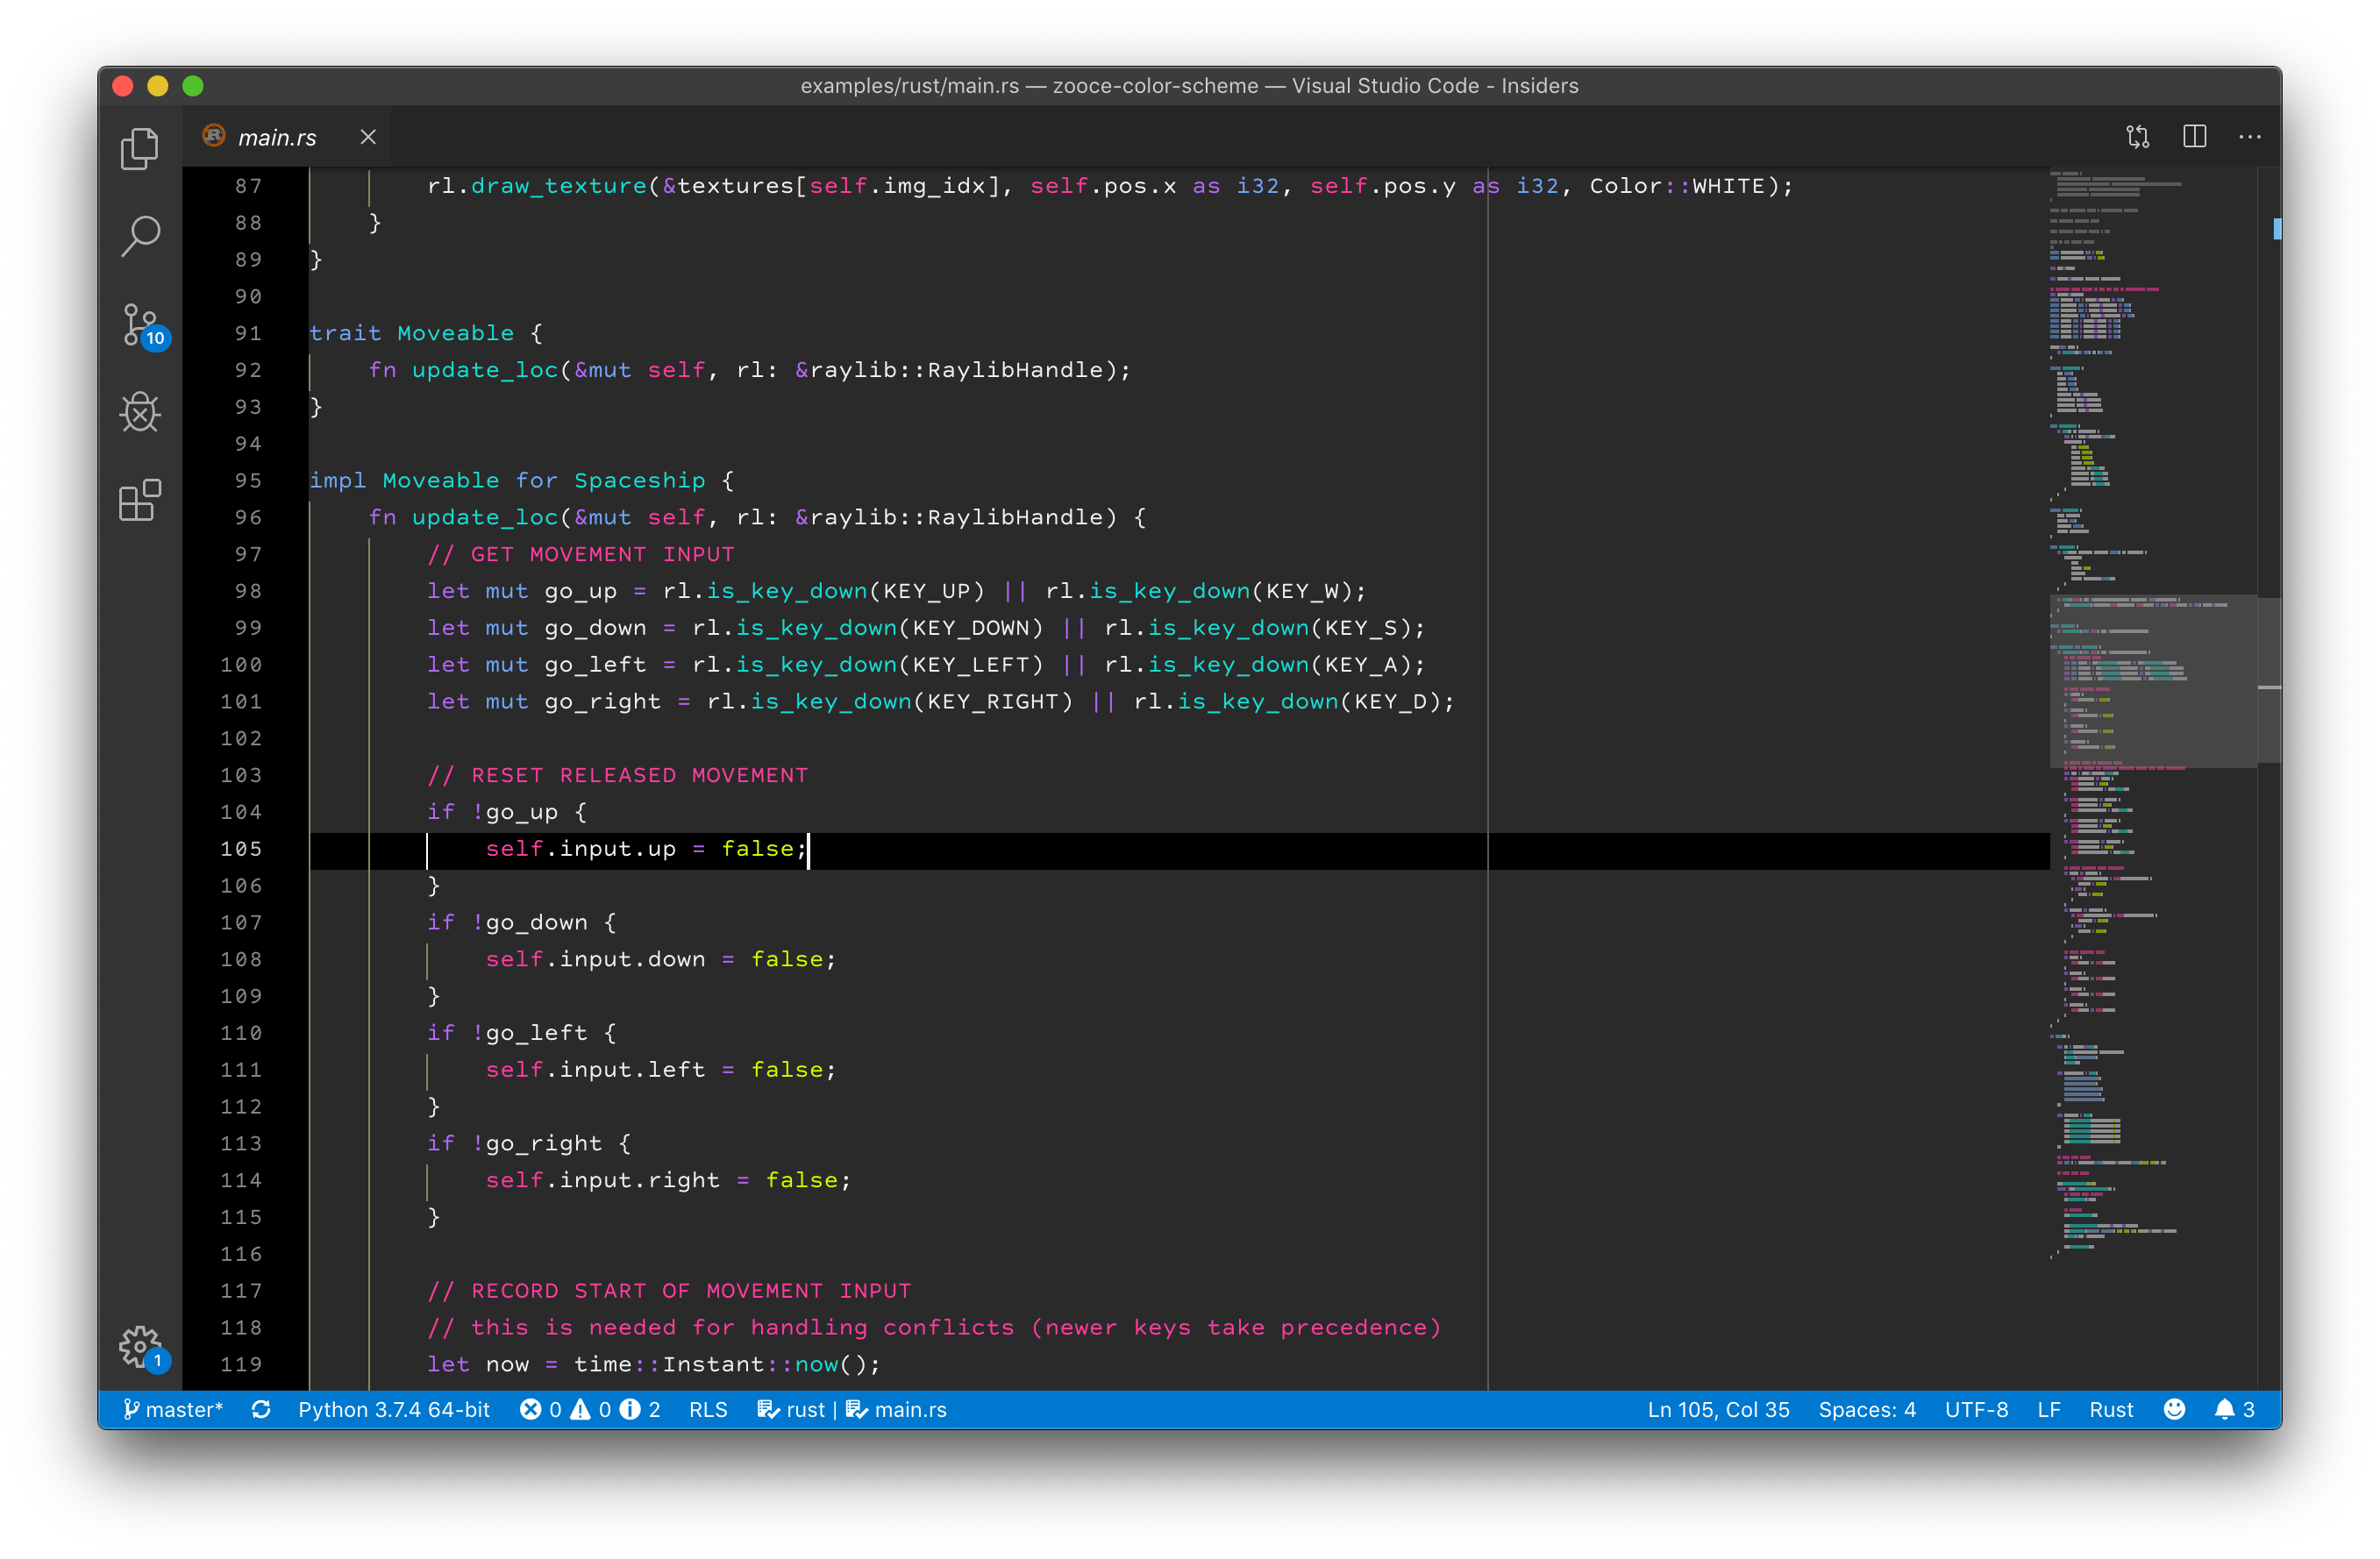 examples/rust/main.rs — zooce-color-scheme — Visual Studio Code - Insiders
main.rs
87             rl.draw_texture(&textures[self.img_idx], self.pos.x as i32, self.pos.y as i32, Color::WHITE);
88     }
89 }
90
91 trait Moveable {
92     fn update_loc(&mut self, rl: &raylib::RaylibHandle);
93 }
94
95 impl Moveable for Spaceship {
96     fn update_loc(&mut self, rl: &raylib::RaylibHandle) {
97         // GET MOVEMENT INPUT
98         let mut go_up = rl.is_key_down(KEY_UP) || rl.is_key_down(KEY_W);
99         let mut go_down = rl.is_key_down(KEY_DOWN) || rl.is_key_down(KEY_S);
100         let mut go_left = rl.is_key_down(KEY_LEFT) || rl.is_key_down(KEY_A);
101         let mut go_right = rl.is_key_down(KEY_RIGHT) || rl.is_key_down(KEY_D);
102
103         // RESET RELEASED MOVEMENT
104         if !go_up {
105             self.input.up = false;
106         }
107         if !go_down {
108             self.input.down = false;
109         }
110         if !go_left {
111             self.input.left = false;
112         }
113         if !go_right {
114             self.input.right = false;
115         }
116
117         // RECORD START OF MOVEMENT INPUT
118         // this is needed for handling conflicts (newer keys take precedence)
119         let now = time::Instant::now();
10
1
master* Python 3.7.4 64-bit 0 0 2 RLS rust | main.rs Ln 105, Col 35 Spaces: 4 UTF-8 LF Rust 3